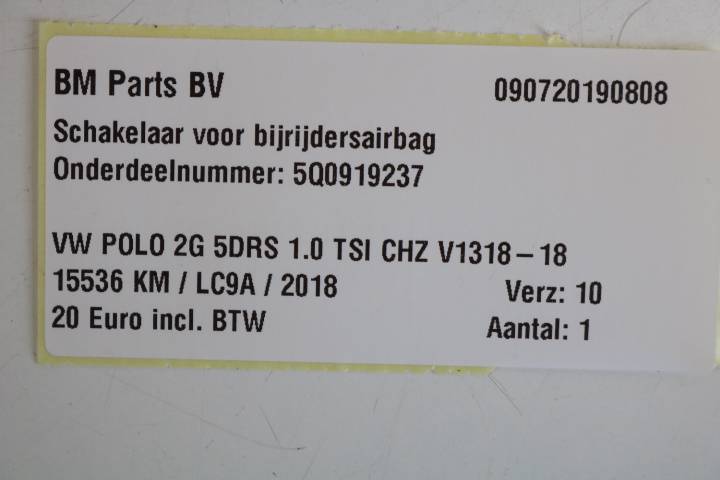 BM Parts BV 090720190808
Schakelaar voor bijrijdersairbag
Onderdeelnummer: 5Q0919237
VW POLO 2G 5DRS 1.0 TSI CHZ V1318-18
15536 KM / LC9A / 2018 Verz: 10
20 Euro incl. BTW Aantal: 1